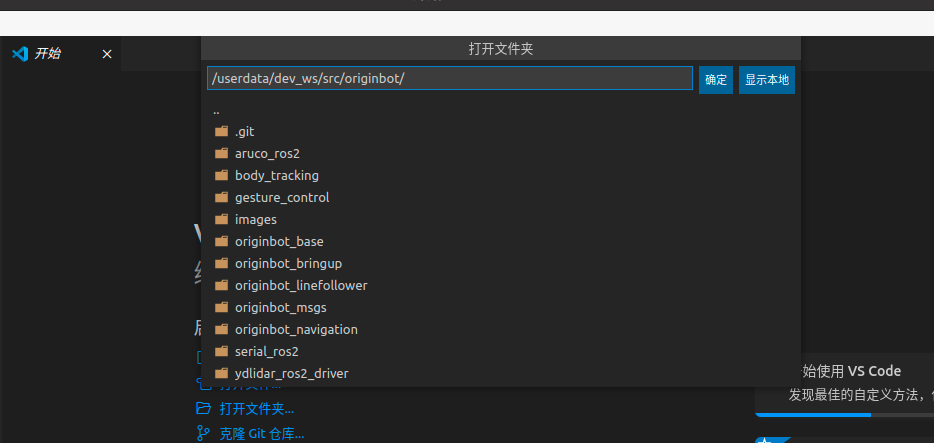 开始
打开文件夹
/userdata/dev_ws/src/originbot/
确定
显示本地
..
.git
aruco_ros2
body_tracking
gesture_control
images
originbot_base
originbot_bringup
originbot_linefollower
originbot_msgs
originbot_navigation
serial_ros2
ydlidar_ros2_driver
打开文件夹...
克隆 Git 仓库...
始使用 VS Code
发现最佳的自定义方法，